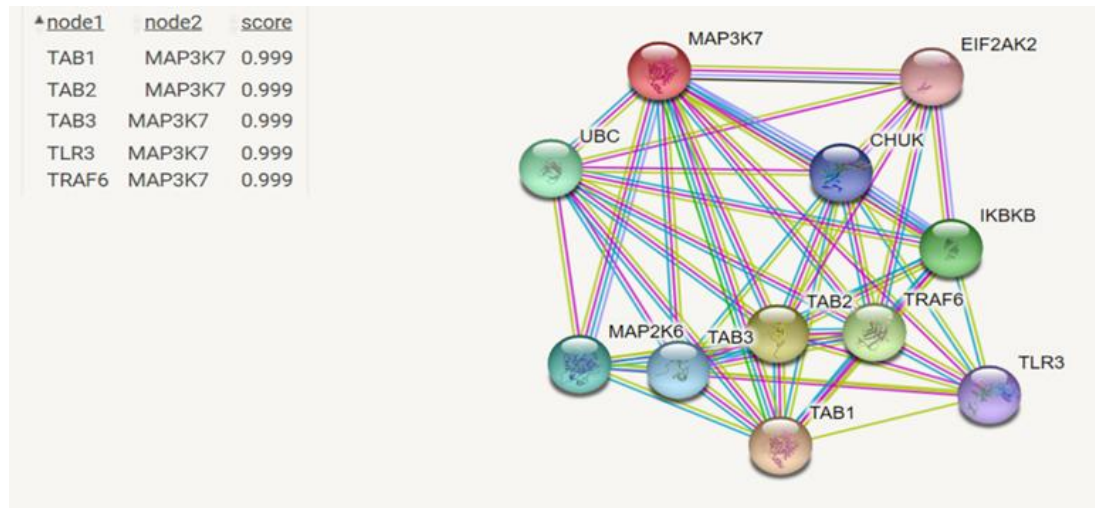 node1 node2 score
TAB1 MAP3K7 0.999
TAB2 MAP3K7 0.999
TAB3 MAP3K7 0.999
TLR3 MAP3K7 0.999
TRAF6 MAP3K7 0.999
MAP3K7
EIF2AK2
UBC
CHUK
IKBKB
TAB2
TRAF6
MAP2K6
TAB3
TLR3
TAB1